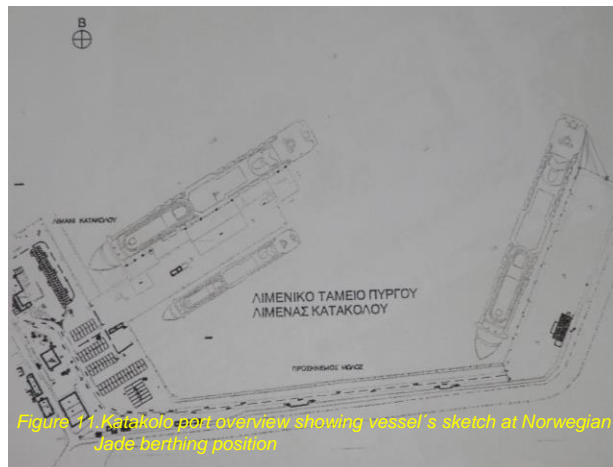 Β
ΛΙΜΑΝΙ ΚΑΤΑΚΟΛΟΥ
ΛΙΜΕΝΙΚΟ ΤΑΜΕΙΟ ΠΥΡΓΟΥ
ΛΙΜΕΝΑΣ ΚΑΤΑΚΟΛΟΥ
ΠΡΟΣΗΝΕΜΟΣ ΜΩΛΟΣ
Figure 11.Katakolo port overview showing vessel´s sketch at Norwegian
Jade berthing position